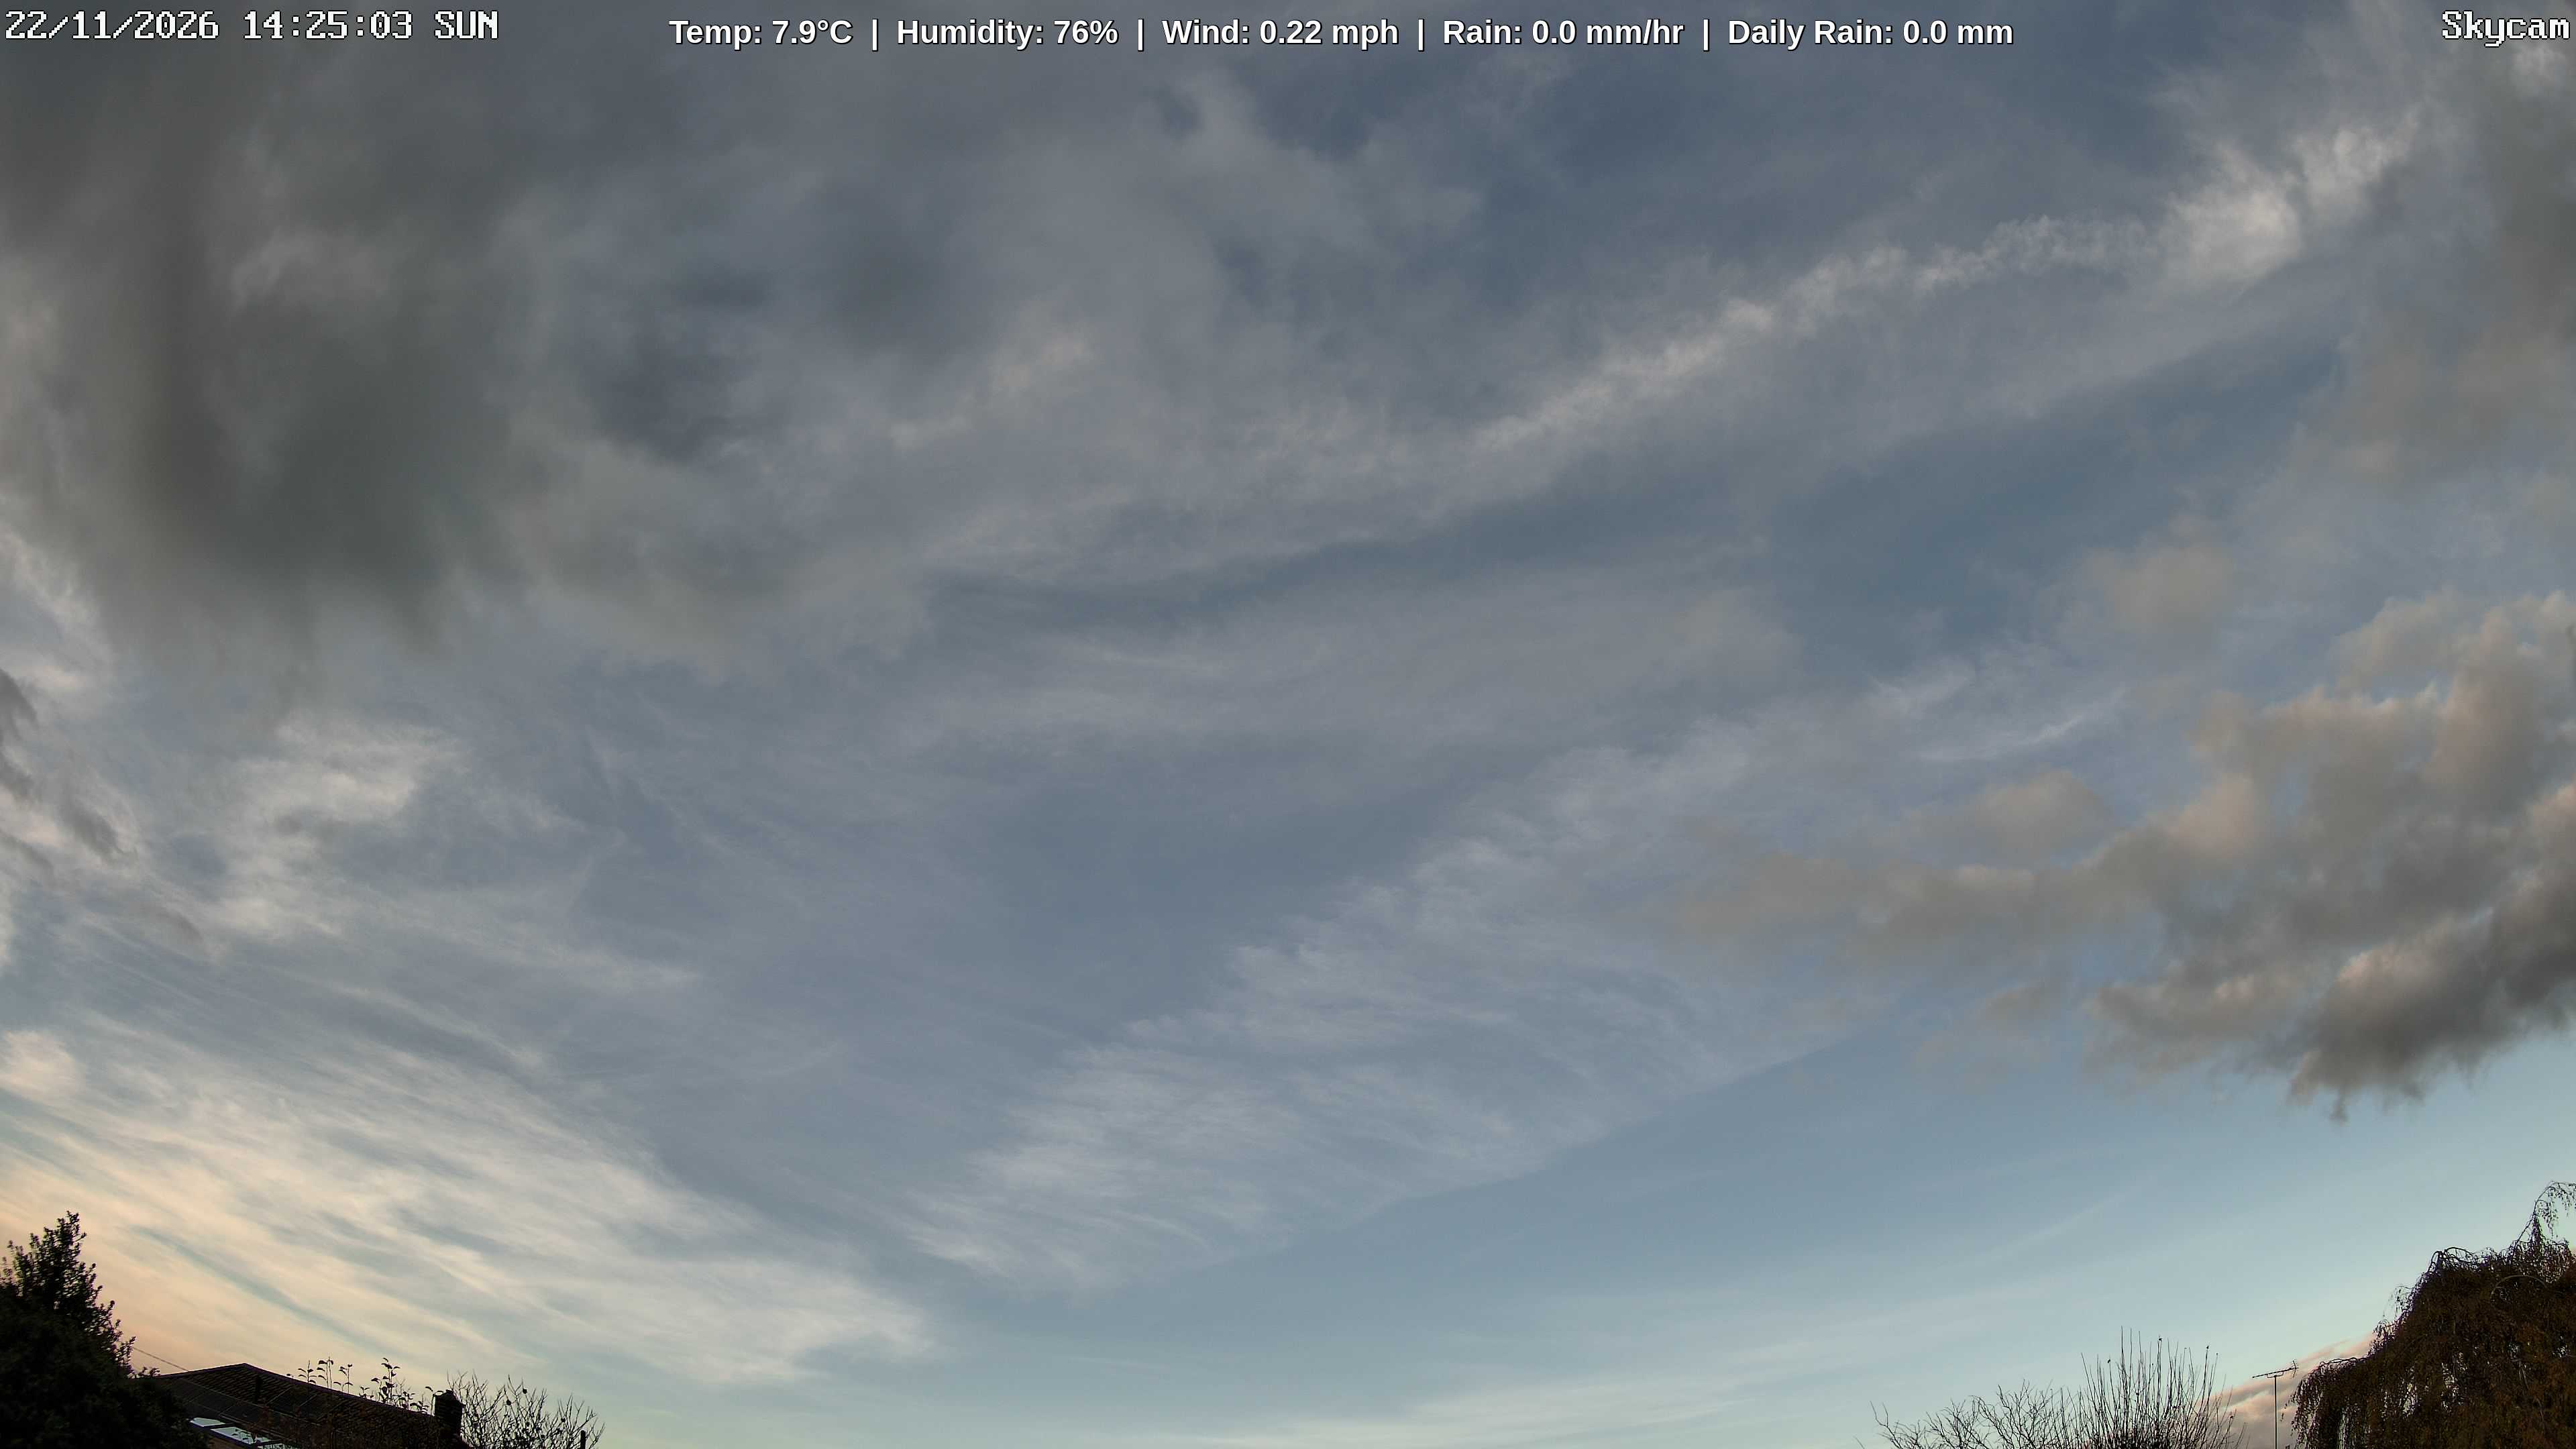 22/11/2026 14:25:03 SUN
Temp: 7.9°C | Humidity: 76% | Wind: 0.22 mph | Rain: 0.0 mm/hr | Daily Rain: 0.0 mm
Skycam